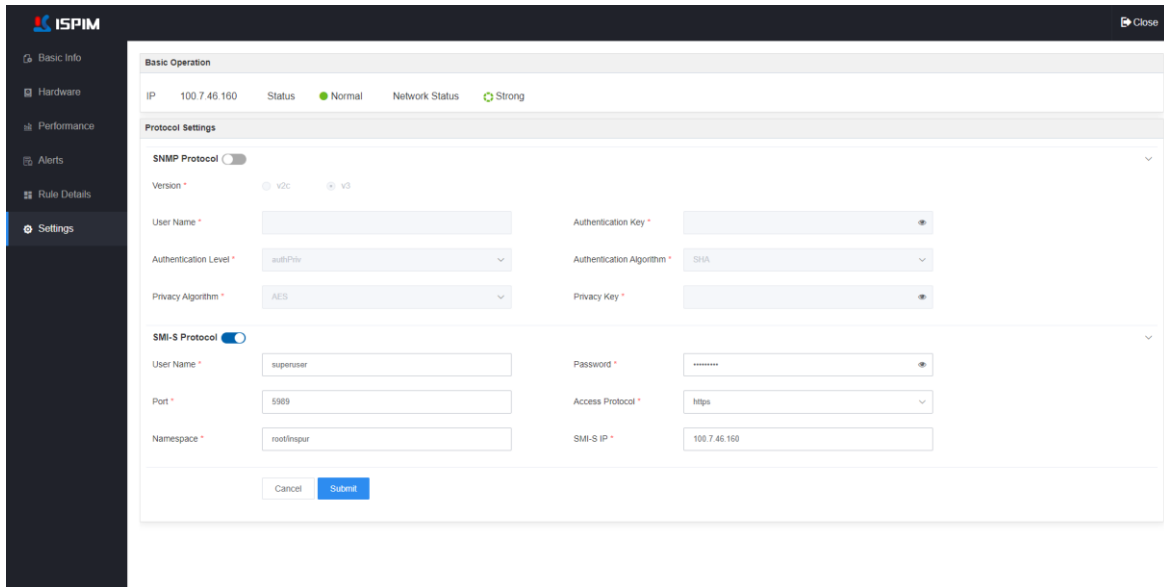 ISPIM
Close
Basic Info
Hardware
Performance
Alerts
Rule Details
Settings
Basic Operation
IP 100.7.46.160 Status Normal Network Status Strong
Protocol Settings
SNMP Protocol
Version * v2c v3
User Name * Authentication Key *
Authentication Level * authPriv Authentication Algorithm * SHA
Privacy Algorithm * AES Privacy Key *
SMI-S Protocol
User Name * superuser Password * •••••••••
Port * 5989 Access Protocol * https
Namespace * root/inspur SMI-S IP * 100.7.46.160
Cancel Submit